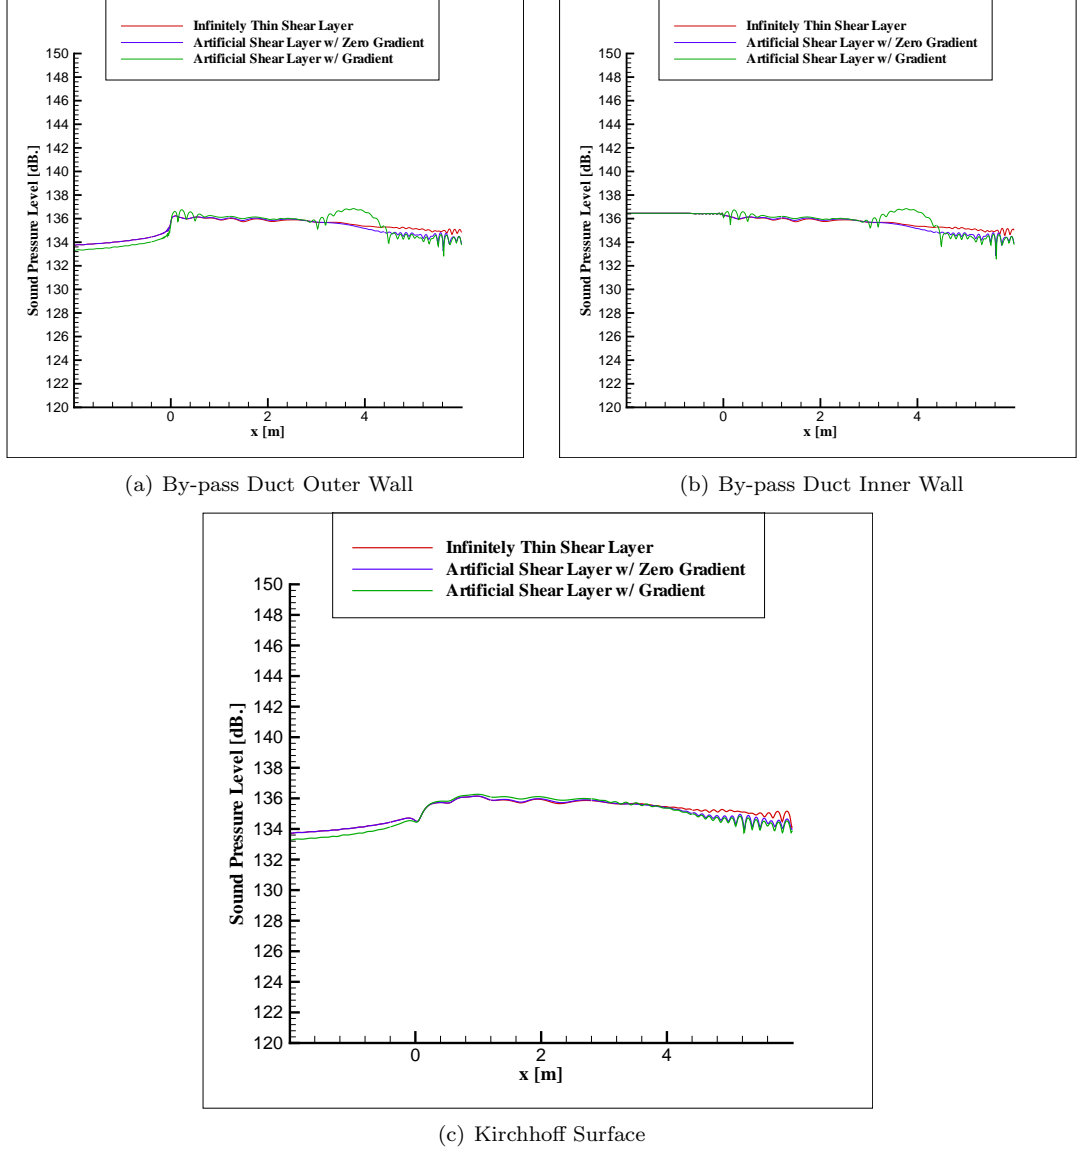 Infinitely Thin Shear Layer
Artificial Shear Layer w/ Zero Gradient
Artificial Shear Layer w/ Gradient
150
148
146
144
142
140
138
136
134
132
130
128
126
124
122
120
Sound Pressure Level [dB.]
0 2 4
x [m]
(a) By-pass Duct Outer Wall
Infinitely Thin Shear Layer
Artificial Shear Layer w/ Zero Gradient
Artificial Shear Layer w/ Gradient
150
148
146
144
142
140
138
136
134
132
130
128
126
124
122
120
Sound Pressure Level [dB.]
0 2 4
x [m]
(b) By-pass Duct Inner Wall
Infinitely Thin Shear Layer
Artificial Shear Layer w/ Zero Gradient
Artificial Shear Layer w/ Gradient
150
148
146
144
142
140
138
136
134
132
130
128
126
124
122
120
Sound Pressure Level [dB.]
0 2 4
x [m]
(c) Kirchhoff Surface